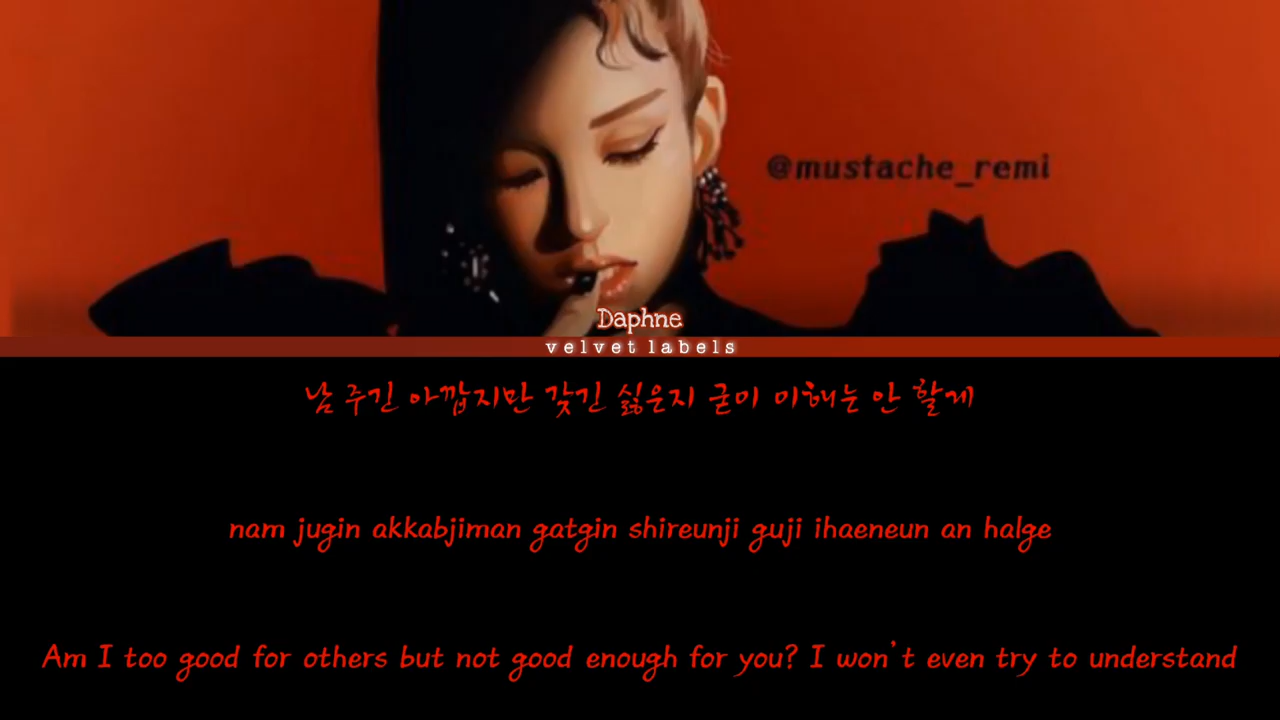 @mustache_remi
Daphne
velvet labels
남 주긴 아깝지만 갖긴 싫은지 굳이 이해는 안 할게
nam jugin akkabjiman gatgin shireunji guji ihaeneun an halge
Am I too good for others but not good enough for you? I won't even try to understand